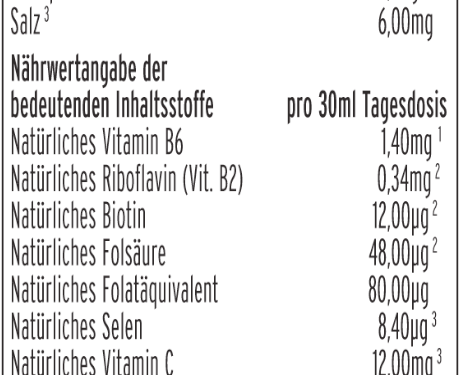 Salz ³ 6,00mg
Nährwertangabe der
bedeutenden Inhaltsstoffe pro 30ml Tagesdosis
Natürliches Vitamin B6 1,40mg ¹
Natürliches Riboflavin (Vit. B2) 0,34mg ²
Natürliches Biotin 12,00µg ²
Natürliches Folsäure 48,00µg ²
Natürliches Folatäquivalent 80,00µg
Natürliches Selen 8,40µg ³
Natürliches Vitamin C 12,00mg ³